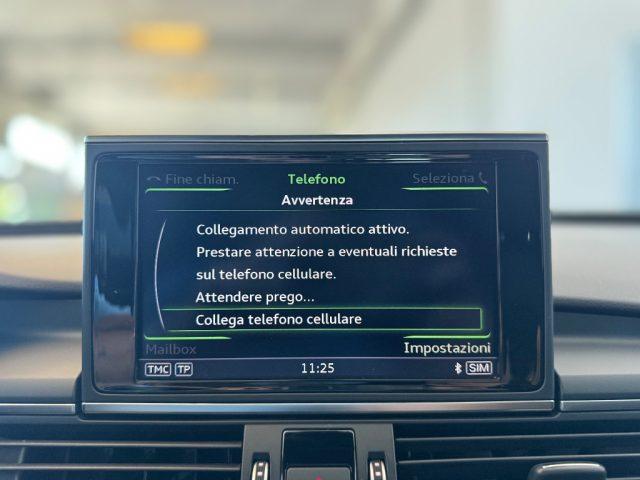 Fine chiam. Telefono Seleziona
Avvertenza
Collegamento automatico attivo.
Prestare attenzione a eventuali richieste
sul telefono cellulare.
Attendere prego...
Collega telefono cellulare
Mailbox Impostazioni
TMC TP 11:25 SIM